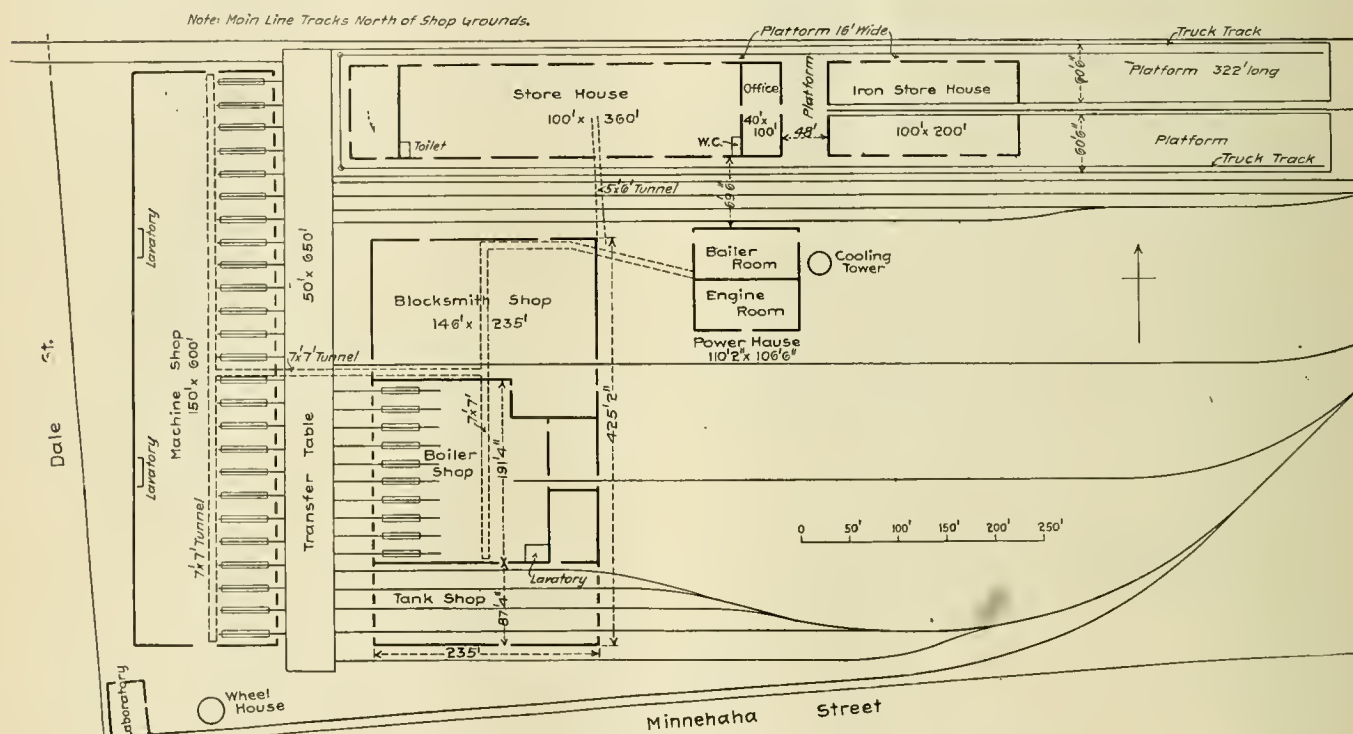 Note: Main Line Tracks North of Shop Grounds.
Platform 16' Wide
Truck Track
Store House
100' x 360'
Toilet
Office
40' x
100'
W.C.
Platform
48'
Iron Store House
100' x 200'
Platform 322' long
60'6"
60'6"
Platform
Truck Track
5'x6' Tunnel
69'6"
Boiler
Room
Engine
Room
Power House
110'2" x 106'6"
Cooling
Tower
Lavatory
50' x 650'
Blacksmith Shop
146' x 235'
7'x7' Tunnel
Dale St.
Machine Shop
150' x 600'
Lavatory
7'x7' Tunnel
Transfer Table
Boiler
Shop
7'x7'
191'4"
425'2"
0 50' 100' 150' 200' 250'
Lavatory
Tank Shop
87'4"
235'
Laboratory
Wheel
House
Minnehaha Street